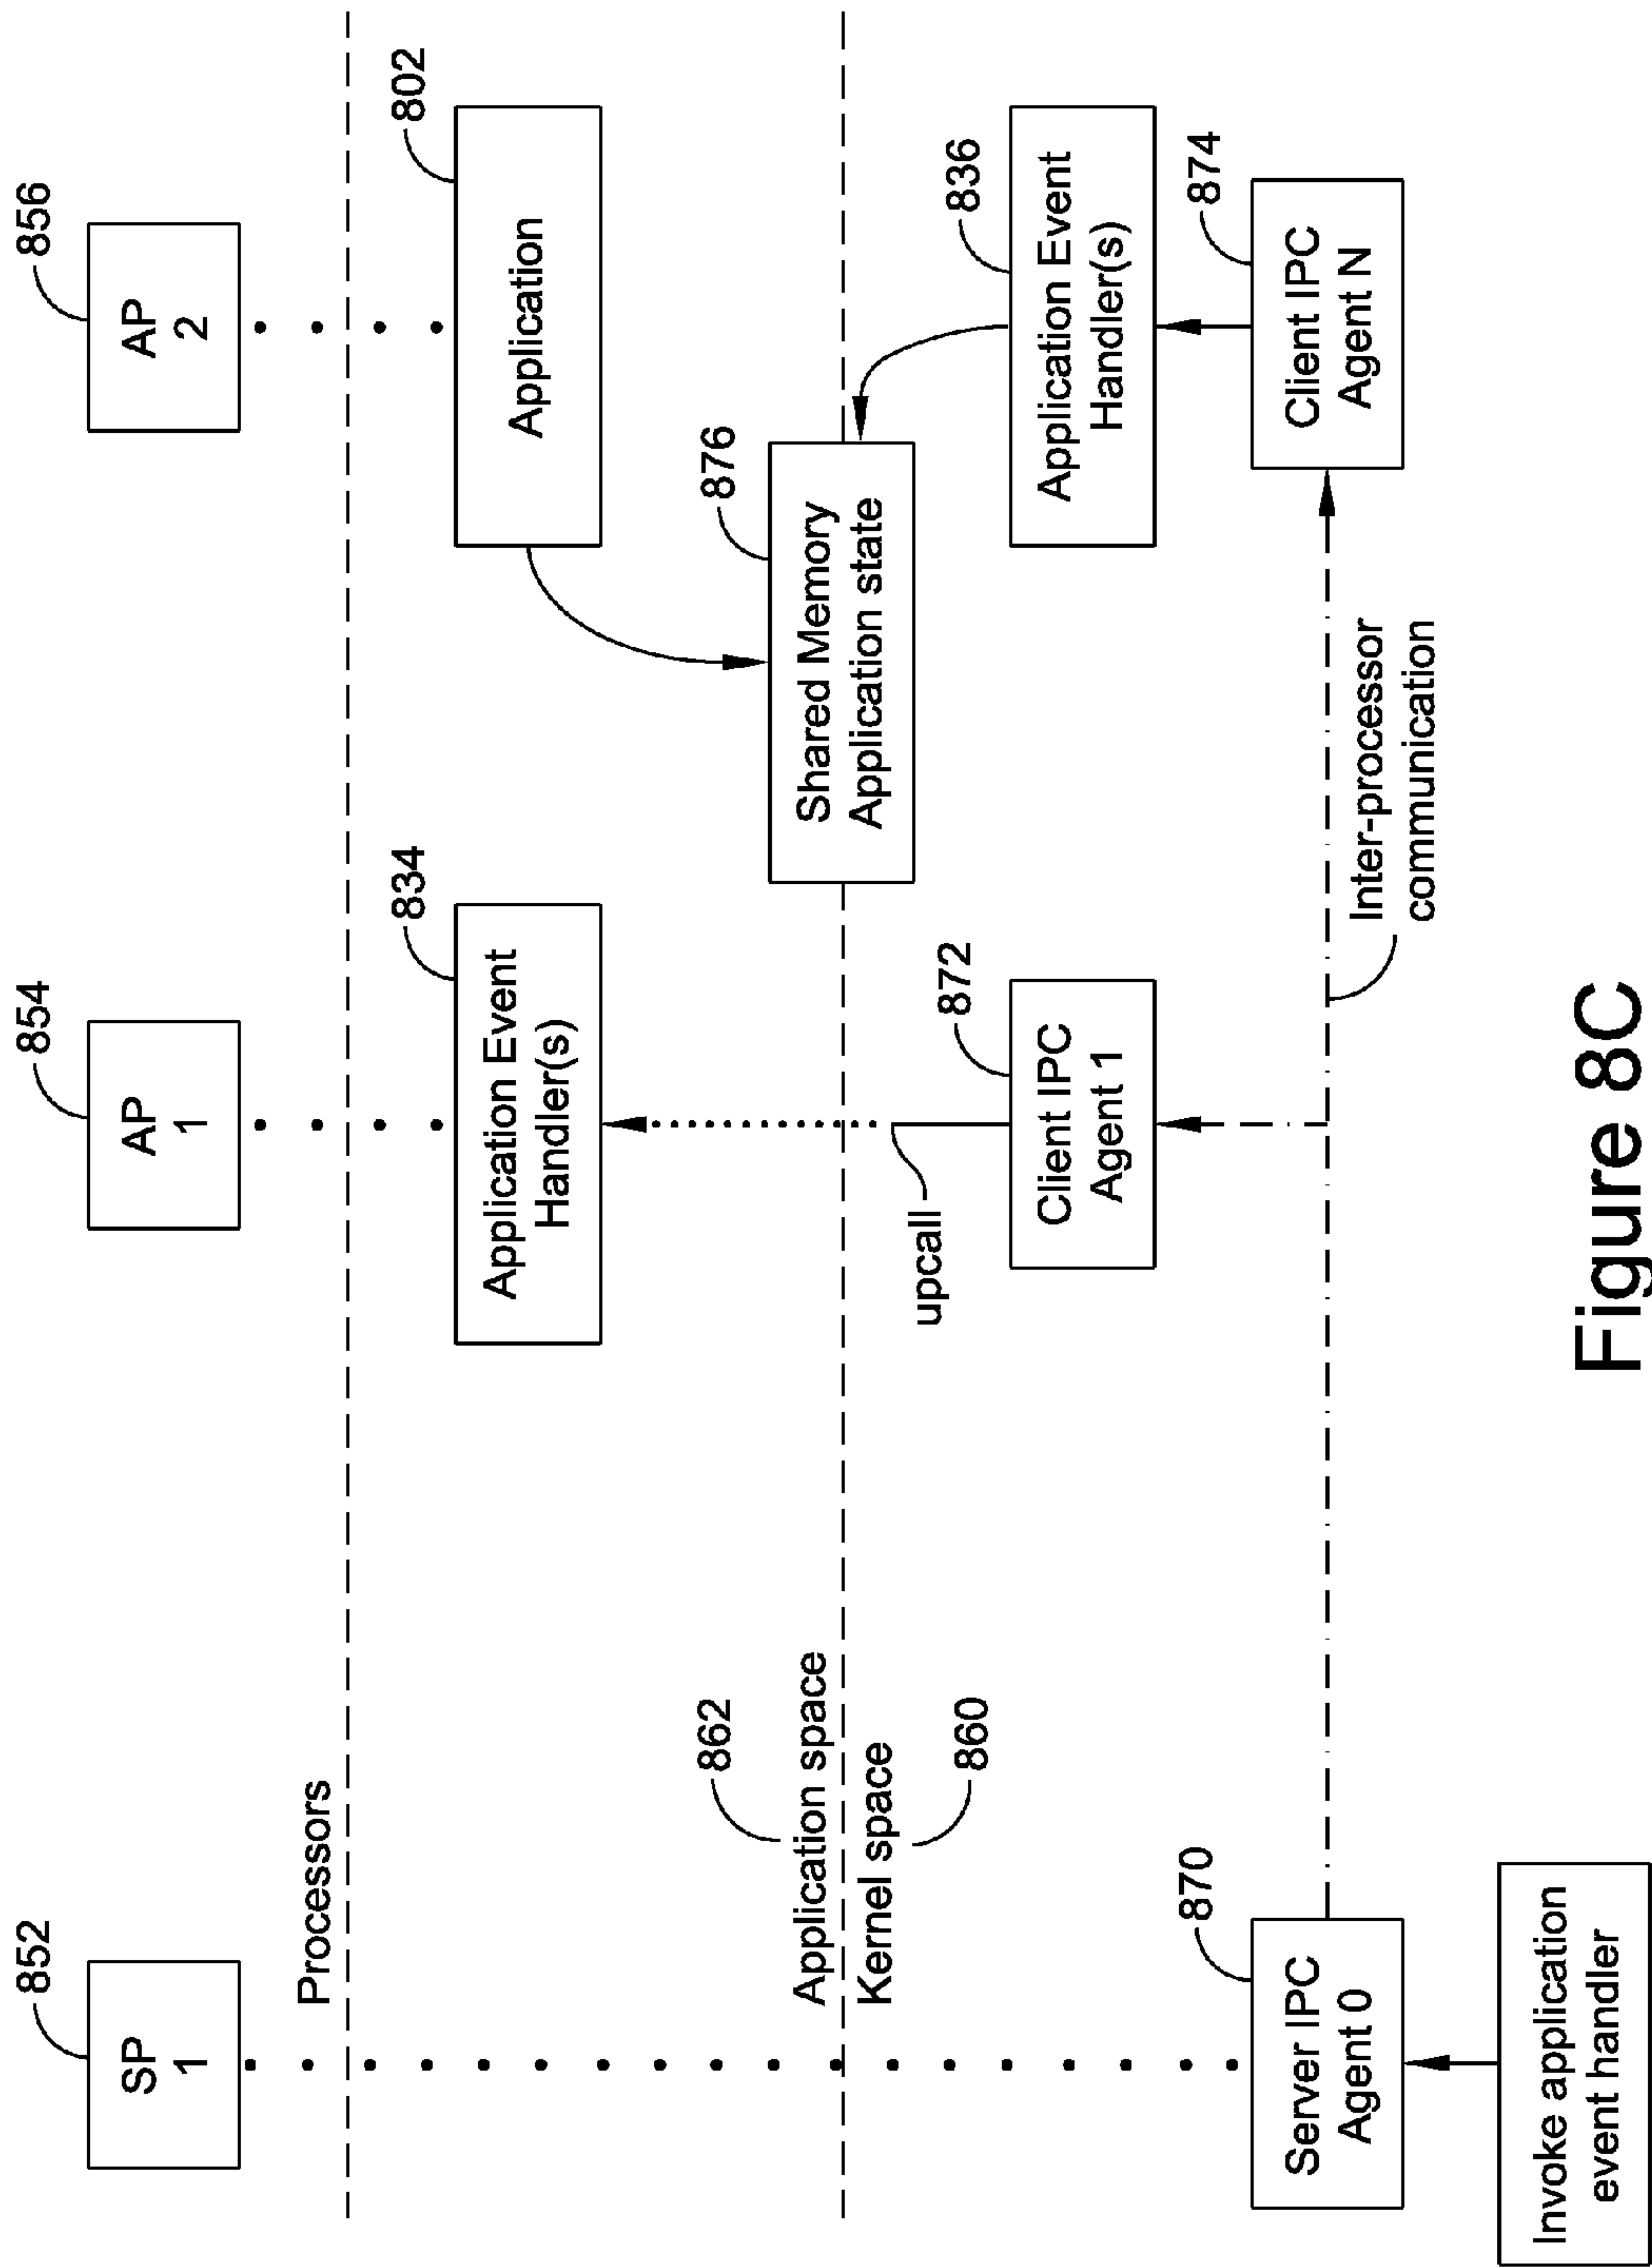 852
SP
1
854
AP
1
856
AP
2
Processors
834
Application Event
Handler(s)
802
Application
862
Application space
Kernel space
860
876
Shared Memory
Application state
upcall
872
Client IPC
Agent 1
836
Application Event
Handler(s)
870
Server IPC
Agent 0
874
Client IPC
Agent N
Inter-processor
communication
Invoke application
event handler
Figure 8C